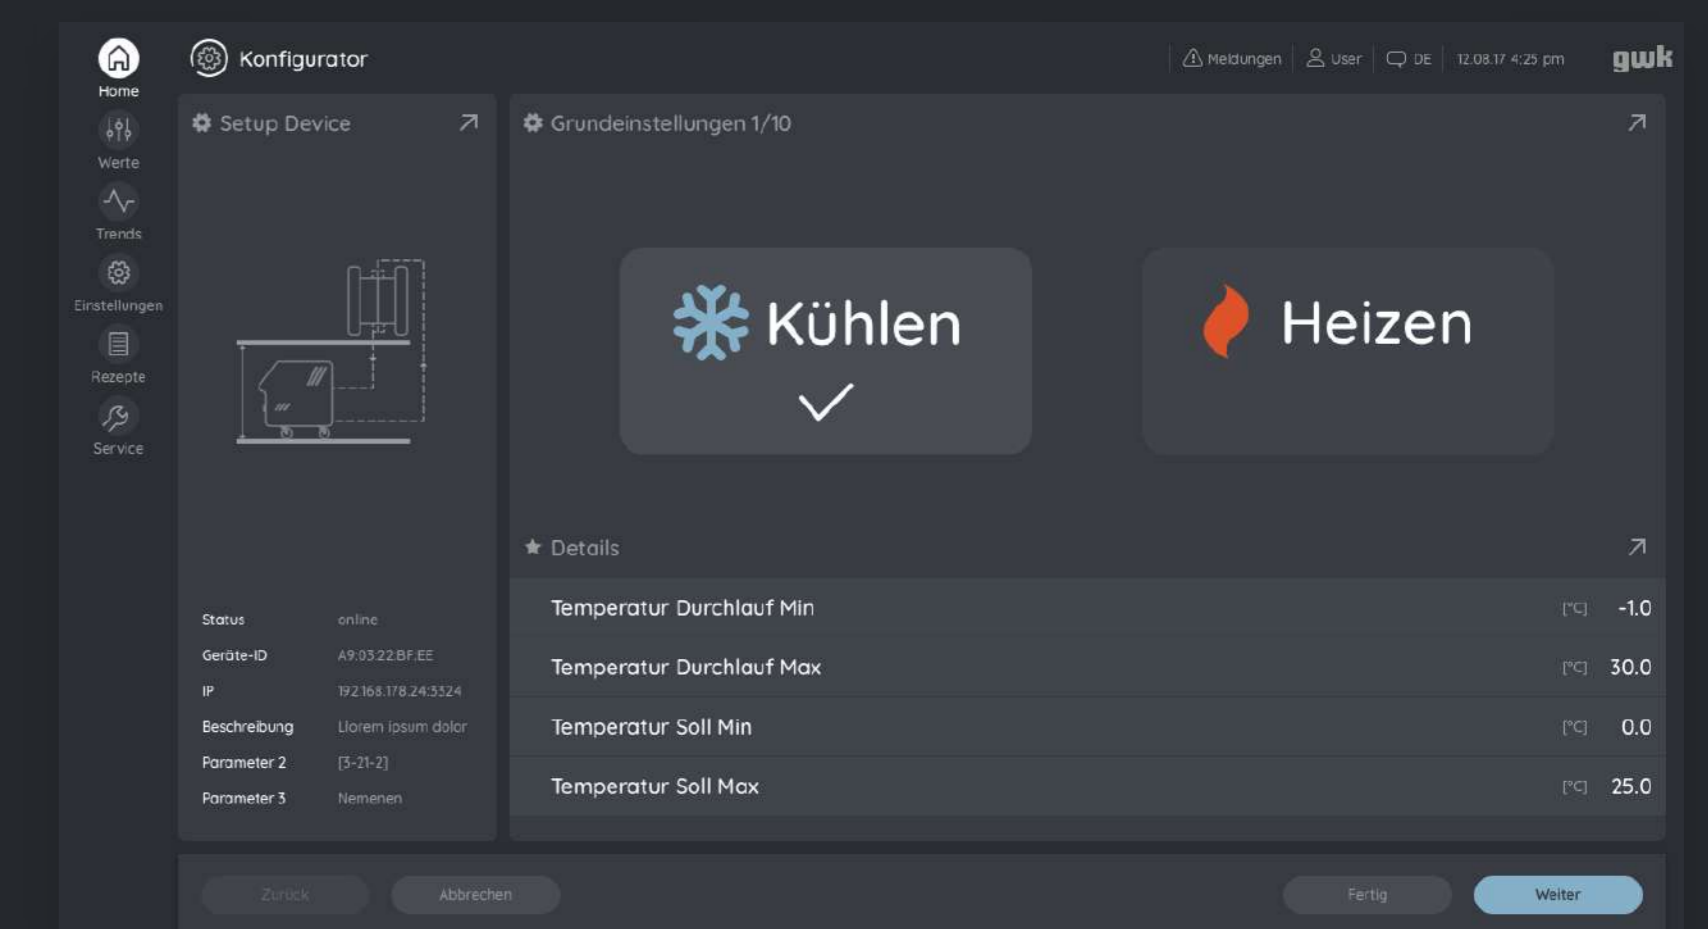 Home
Werte
Trends
Einstellungen
Rezepte
Service
Konfigurator
Meldungen
User
DE
12.08.17 4:25 pm
gwk
Setup Device
Status online
Geräte-ID A9:03:22:BF:EE
IP 192.168.178.24:3324
Beschreibung Llorem ipsum dolor
Parameter 2 [3-21-2]
Parameter 3 Nemenen
Grundeinstellungen 1/10
Kühlen
Heizen
Details
Temperatur Durchlauf Min [°C] -1.0
Temperatur Durchlauf Max [°C] 30.0
Temperatur Soll Min [°C] 0.0
Temperatur Soll Max [°C] 25.0
Zurück
Abbrechen
Fertig
Weiter